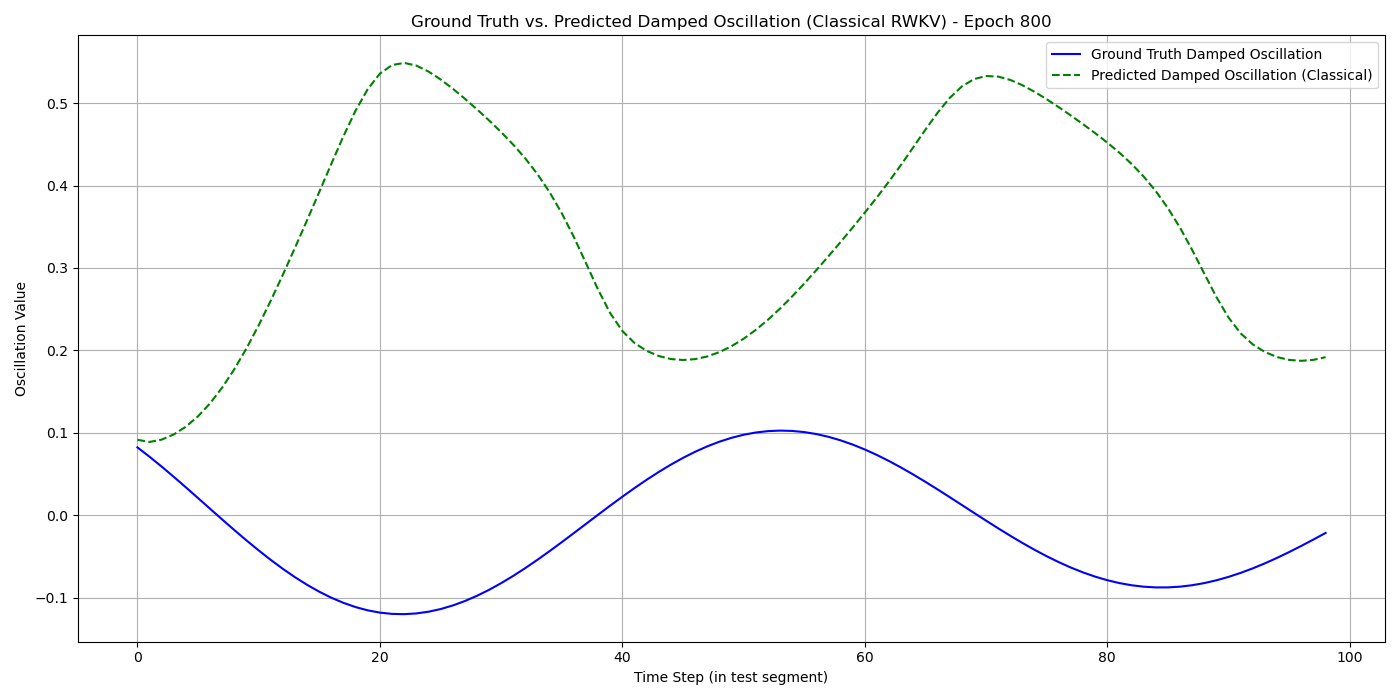 Ground Truth vs. Predicted Damped Oscillation (Classical RWKV) - Epoch 800
Ground Truth Damped Oscillation
Predicted Damped Oscillation (Classical)
Oscillation Value
0.5
0.4
0.3
0.2
0.1
0.0
−0.1
0 20 40 60 80 100
Time Step (in test segment)